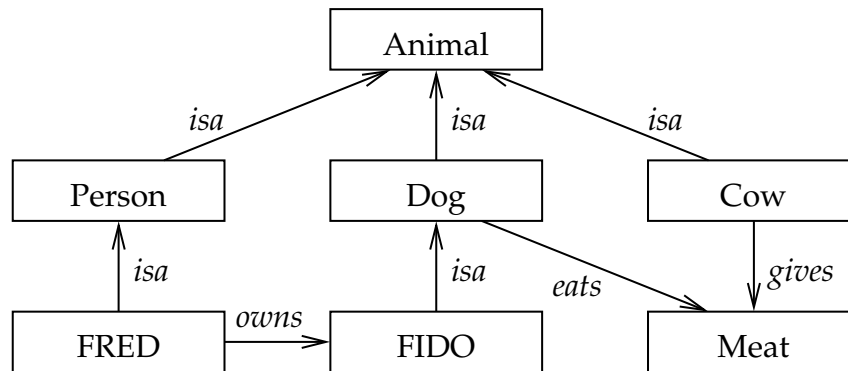 Animal
isa isa isa
Person Dog Cow
isa isa eats gives
FRED owns FIDO Meat